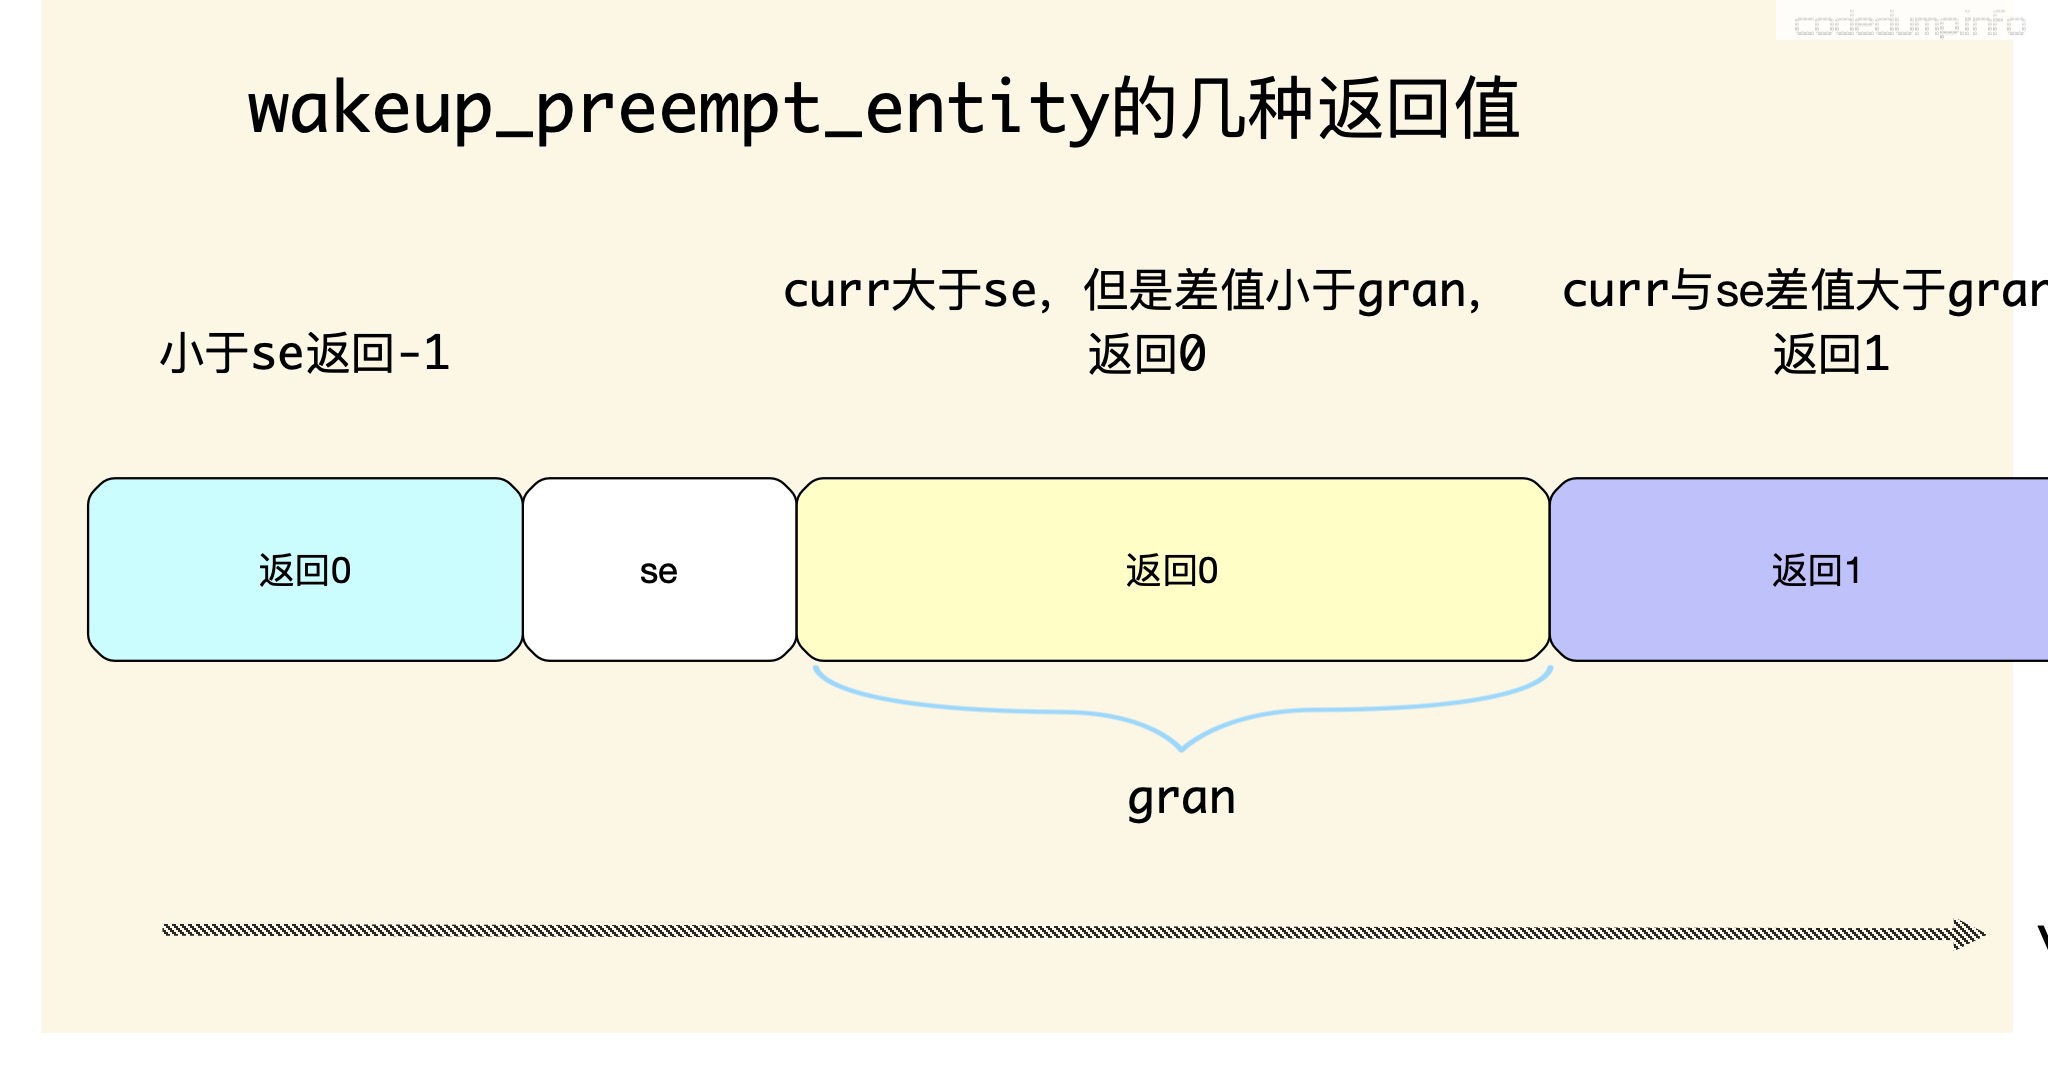 codedumpinfo
wakeup_preempt_entity的几种返回值
curr大于se, 但是差值小于gran,
返回0
curr与se差值大于gran
返回1
小于se返回-1
返回0
se
返回0
返回1
gran